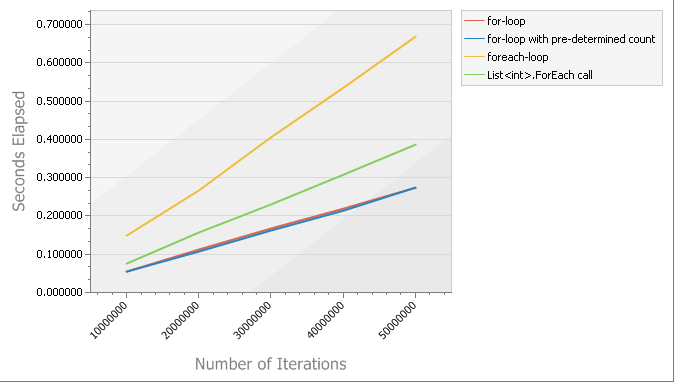 Seconds Elapsed
0.700000
0.600000
0.500000
0.400000
0.300000
0.200000
0.100000
0.000000
10000000
20000000
30000000
40000000
50000000
Number of Iterations
for-loop
for-loop with pre-determined count
foreach-loop
List<int>.ForEach call